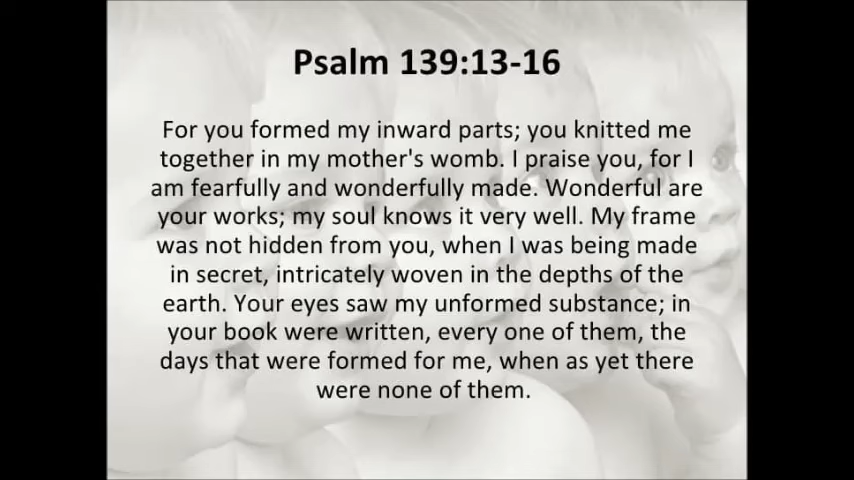 Psalm 139:13-16
For you formed my inward parts; you knitted me
together in my mother's womb. I praise you, for I
am fearfully and wonderfully made. Wonderful are
your works; my soul knows it very well. My frame
was not hidden from you, when I was being made
in secret, intricately woven in the depths of the
earth. Your eyes saw my unformed substance; in
your book were written, every one of them, the
days that were formed for me, when as yet there
were none of them.